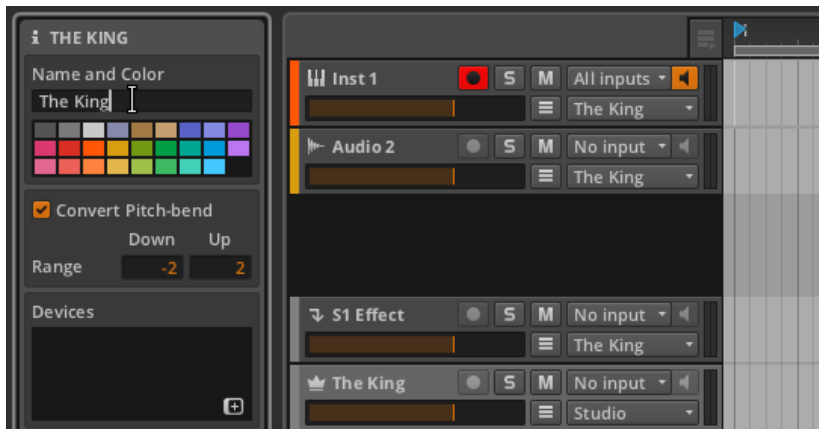 THE KING
Name and Color
The King
Convert Pitch-bend
Down Up
Range -2 2
Devices
Inst 1 S M All inputs
The King
Audio 2 S M No input
The King
S1 Effect S M No input
The King
The King S M No input
Studio